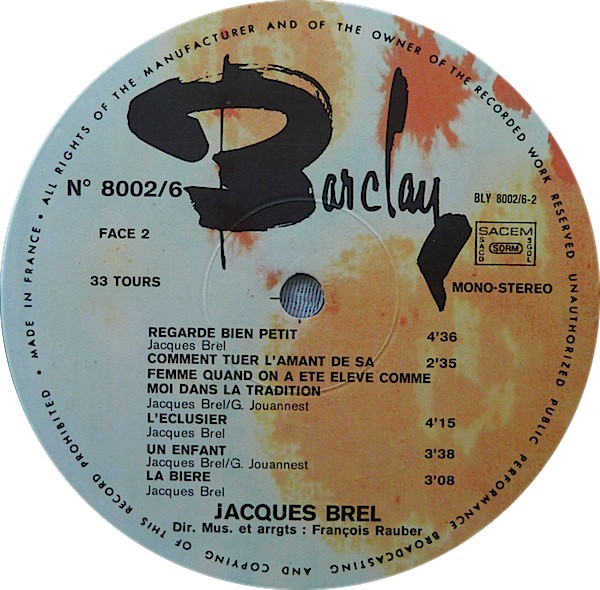 ALL RIGHTS OF THE MANUFACTURER AND OF THE OWNER OF THE RECORDED WORK RESERVED UNAUTHORIZED PUBLIC PERFORMANCE BROADCASTING AND COPYING OF THIS RECORD PROHIBITED • MADE IN FRANCE •
Barclay
N° 8002/6
BLY 8002/6-2
FACE 2
SACEM
SACD
SDRM
SGDL
33 TOURS
MONO-STEREO
REGARDE BIEN PETIT 4'36
Jacques Brel
COMMENT TUER L'AMANT DE SA 2'35
FEMME QUAND ON A ETE ELEVE COMME
MOI DANS LA TRADITION
Jacques Brel/G. Jouannest
L'ECLUSIER 4'15
Jacques Brel
UN ENFANT 3'38
Jacques Brel/G. Jouannest
LA BIERE 3'08
Jacques Brel
JACQUES BREL
Dir. Mus. et arrgts : François Rauber